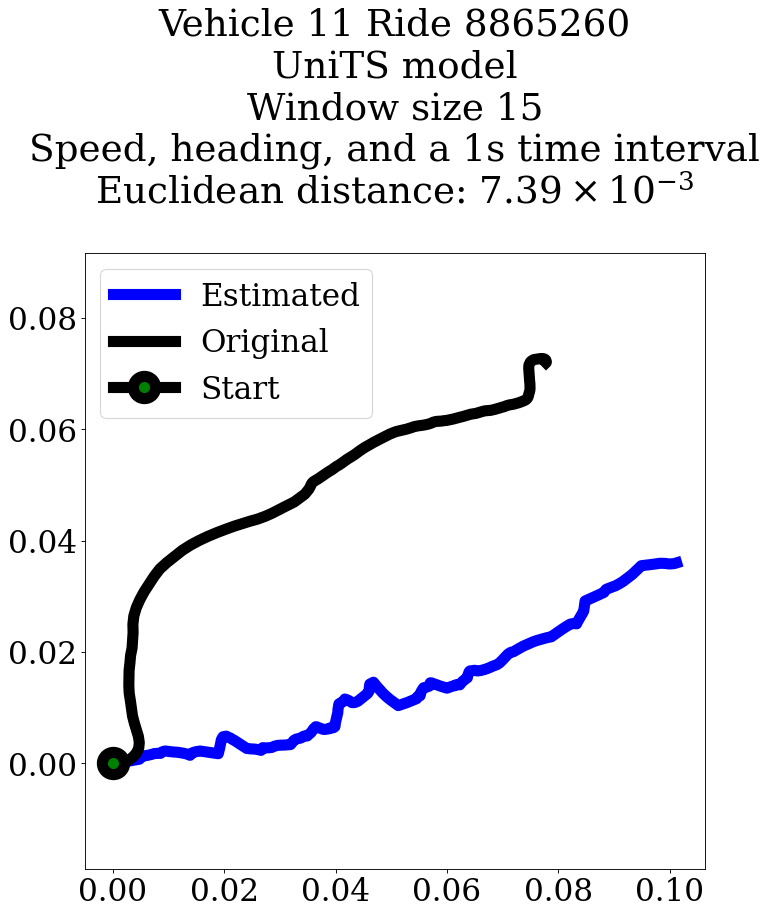 Vehicle 11 Ride 8865260
UniTS model
Window size 15
Speed, heading, and a 1s time interval
Euclidean distance: 7.39 × 10⁻³
Estimated
Original
Start
0.08
0.06
0.04
0.02
0.00
0.00 0.02 0.04 0.06 0.08 0.10